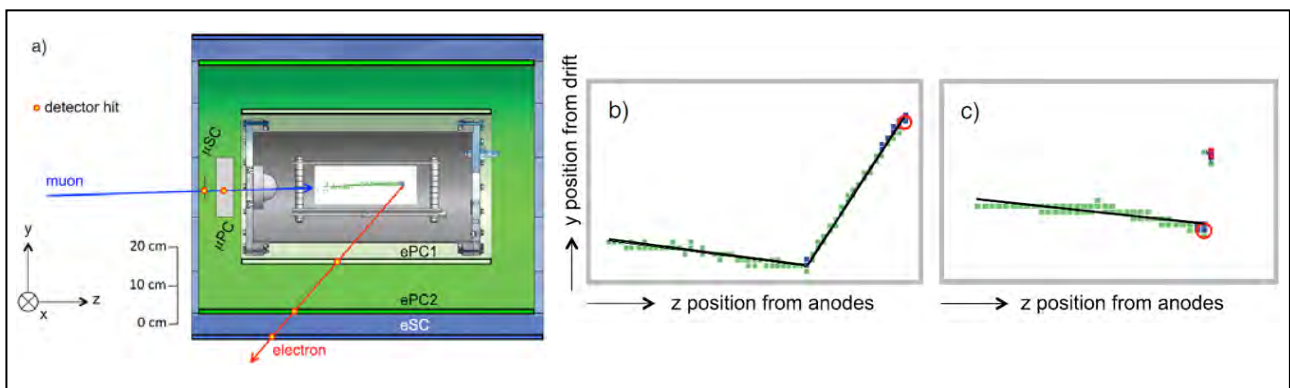 a)
detector hit
μSC
muon
μPC
y
z
x
20 cm
10 cm
0 cm
ePC1
ePC2
eSC
electron
b)
y position from drift
z position from anodes
c)
z position from anodes